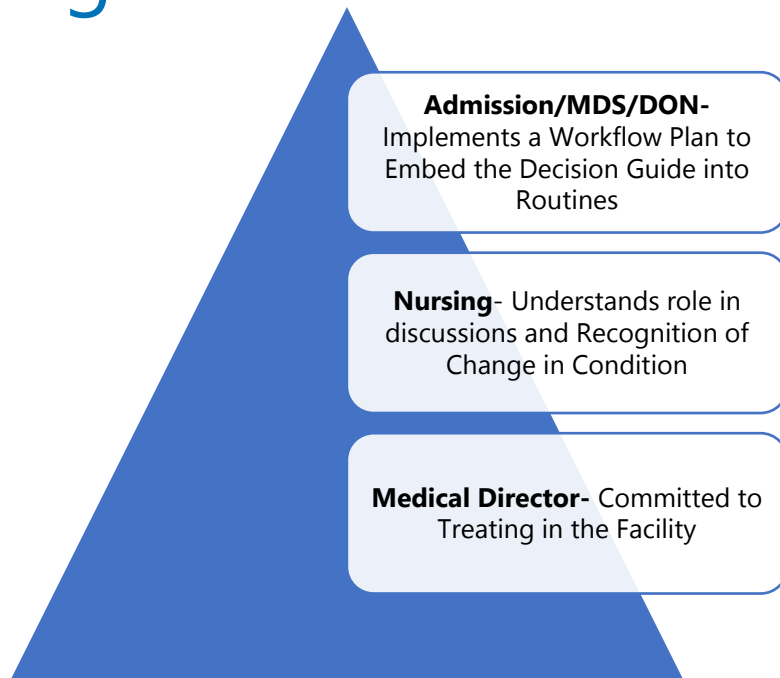 Admission/MDS/DON-
Implements a Workflow Plan to
Embed the Decision Guide into
Routines
Nursing- Understands role in
discussions and Recognition of
Change in Condition
Medical Director- Committed to
Treating in the Facility